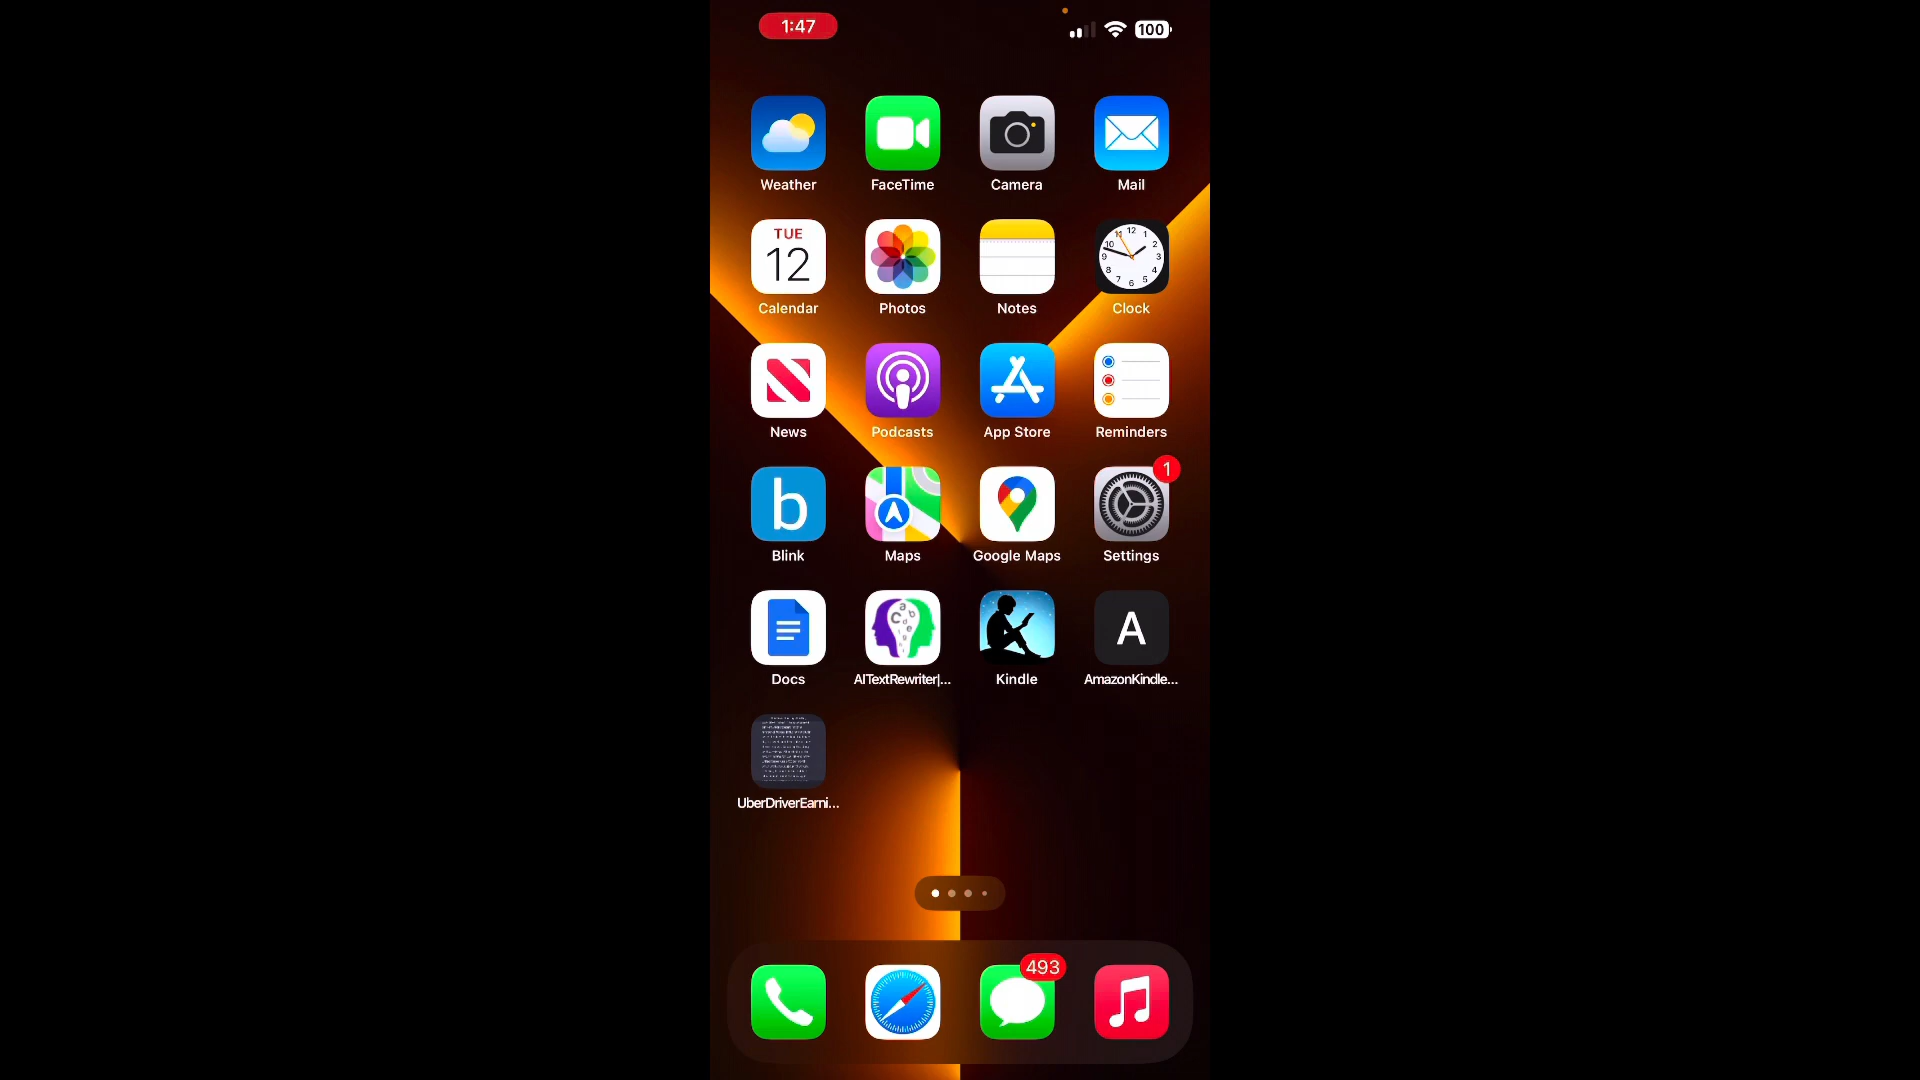 1:47
100
Weather
FaceTime
Camera
Mail
TUE
12
Calendar
Photos
Notes
Clock
News
Podcasts
App Store
Reminders
b
1
Blink
Maps
Google Maps
Settings
A
Docs
AITextRewriter|...
Kindle
AmazonKindle...
UberDriverEarni...
493